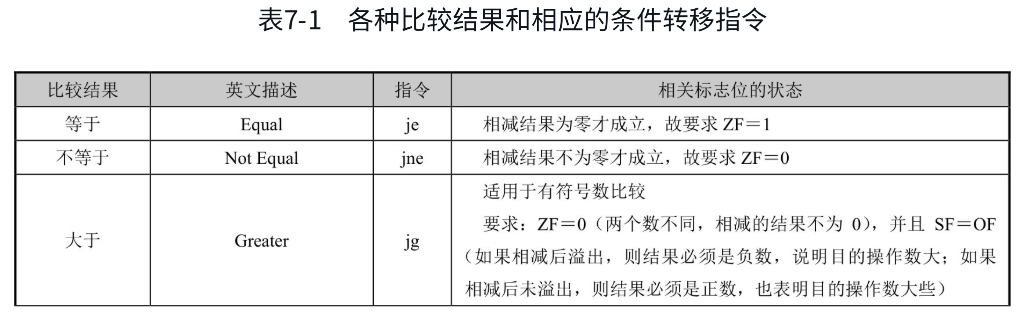 表7-1 各种比较结果和相应的条件转移指令
比较结果 英文描述 指令 相关标志位的状态
等于 Equal je 相减结果为零才成立，故要求 ZF＝1
不等于 Not Equal jne 相减结果不为零才成立，故要求 ZF＝0
大于 Greater jg 适用于有符号数比较
要求：ZF＝0（两个数不同，相减的结果不为 0），并且 SF＝OF
（如果相减后溢出，则结果必须是负数，说明目的操作数大；如果
相减后未溢出，则结果必须是正数，也表明目的操作数大些）